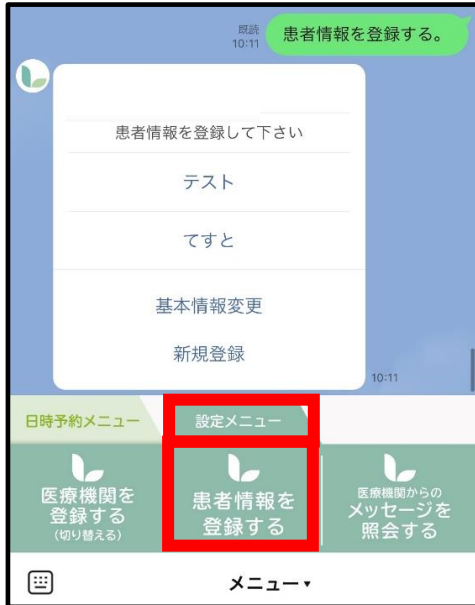 既読
10:11
患者情報を登録する。
患者情報を登録して下さい
テスト
てすと
基本情報変更
新規登録
10:11
日時予約メニュー
設定メニュー
医療機関を
登録する
(切り替える)
患者情報を
登録する
医療機関からの
メッセージを
照会する
メニュー▾